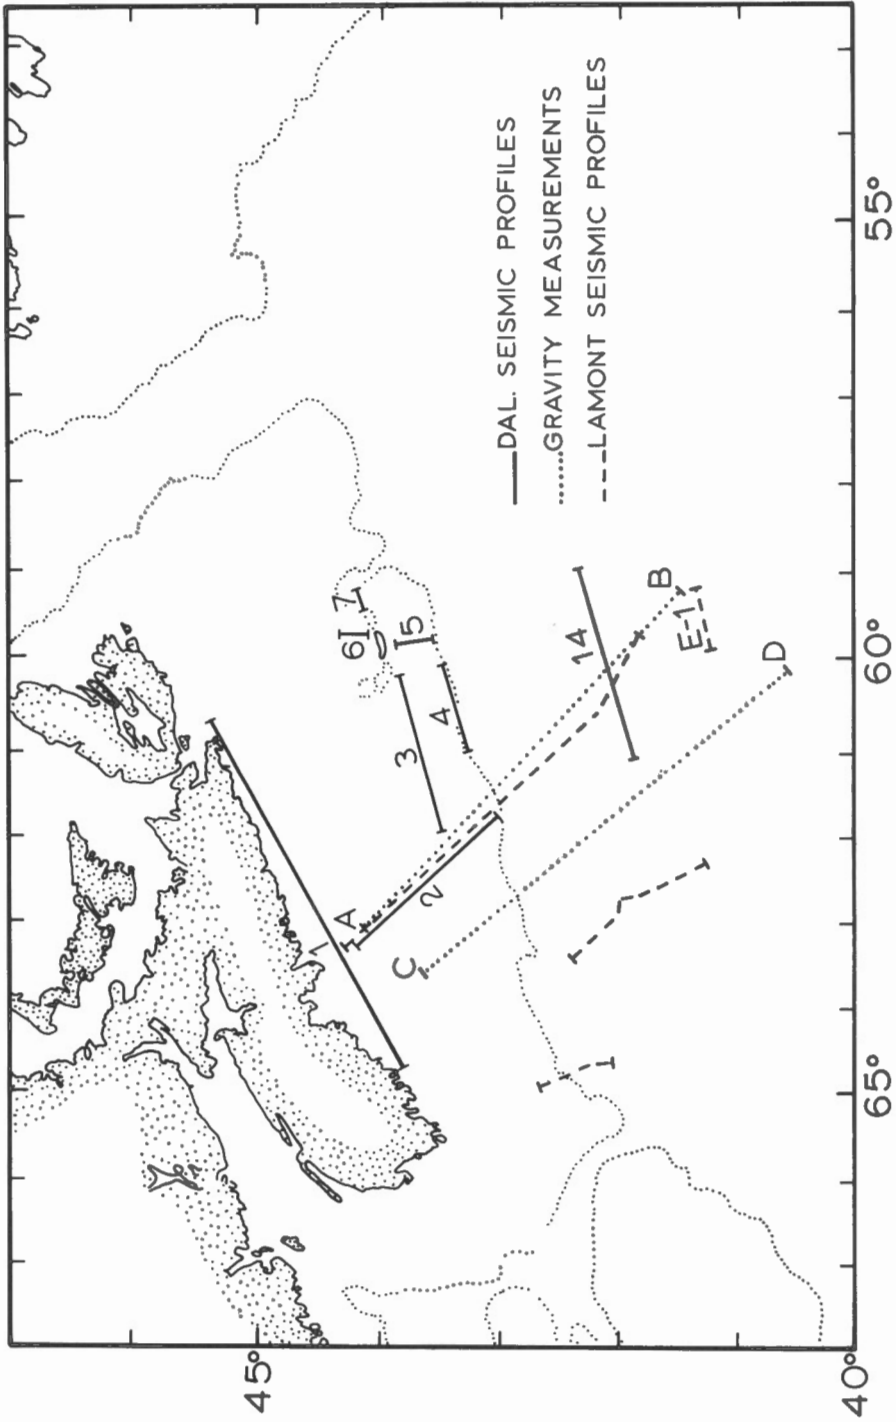 DAL. SEISMIC PROFILES
GRAVITY MEASUREMENTS
LAMONT SEISMIC PROFILES
1
A
2
C
3
4
5
6
7
14
B
E-1
D
45°
40°
65°
60°
55°